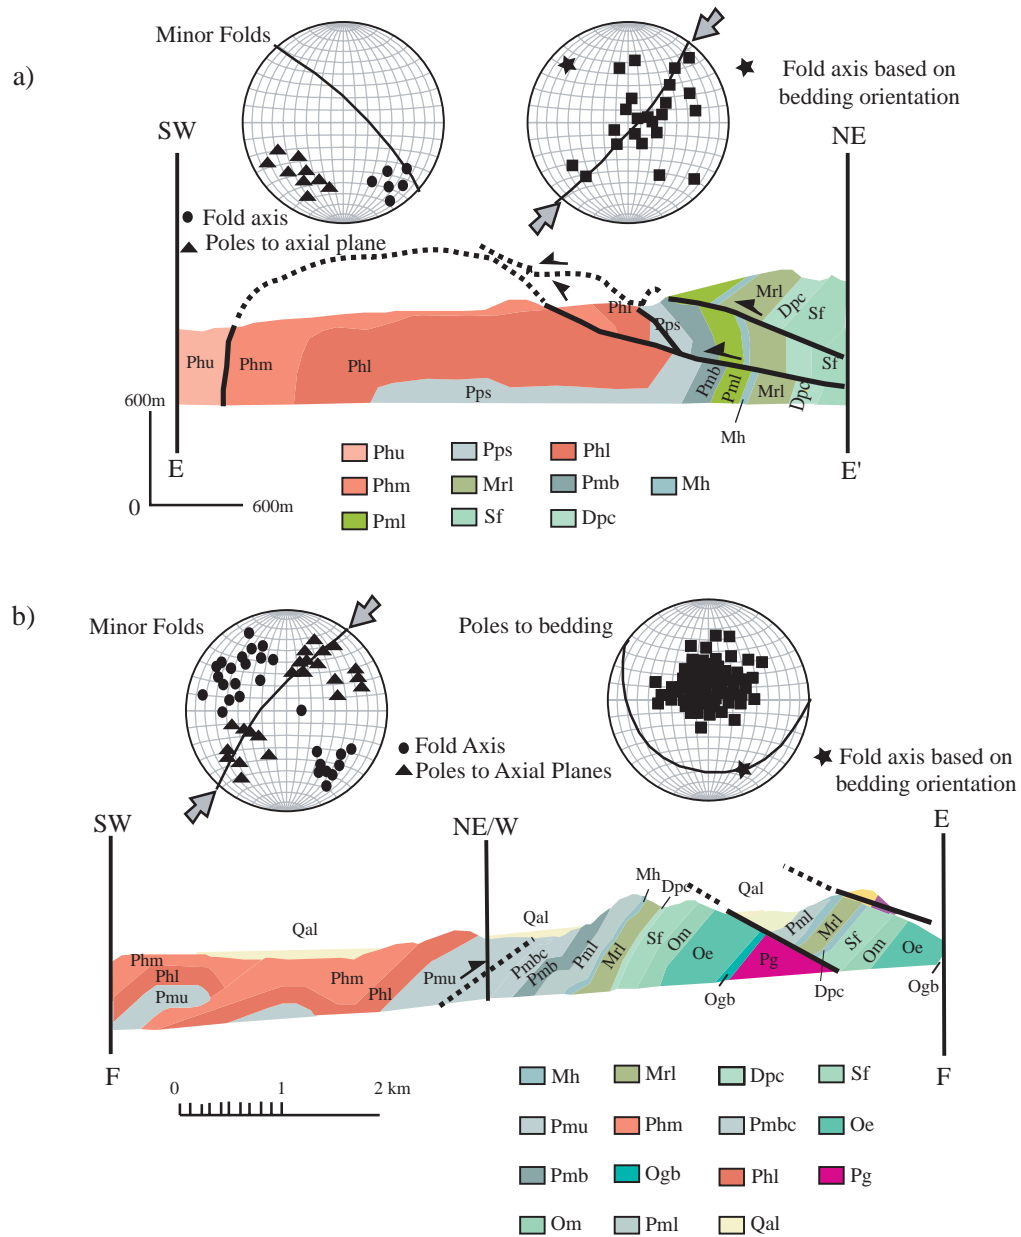 a)
Minor Folds
Fold axis based on
bedding orientation
SW
NE
Fold axis
Poles to axial plane
Phu
Phm
Phl
Pps
Phl
Pps
Pmb
Pml
Mh
Mrl
Dpc
Sf
Mrl
Dpc
Sf
600m
0
600m
E
E'
Phu
Pps
Phl
Phm
Mrl
Pmb
Mh
Pml
Sf
Dpc
b)
Minor Folds
Poles to bedding
Fold Axis
Poles to Axial Planes
Fold axis based on
bedding orientation
SW
NE/W
E
Qal
Phm
Phl
Pmu
Phm
Phl
Pmu
Qal
Pmbc
Pmb
Pml
Mrl
Mh
Dpc
Sf
Om
Oe
Ogb
Pg
Qal
Pml
Mrl
Dpc
Sf
Om
Oe
Ogb
F
F
0 1 2 km
Mh
Mrl
Dpc
Sf
Pmu
Phm
Pmbc
Oe
Pmb
Ogb
Phl
Pg
Om
Pml
Qal